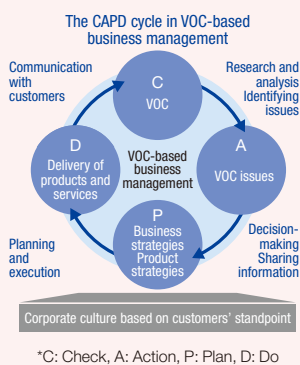 The CAPD cycle in VOC-based
business management
Communication
with
customers
C
VOC
Research and
analysis
Identifying
issues
D
Delivery of
products and
services
VOC-based
business
management
A
VOC issues
P
Business
strategies
Product
strategies
Planning
and
execution
Decision-
making
Sharing
information
Corporate culture based on customers' standpoint
*C: Check, A: Action, P: Plan, D: Do